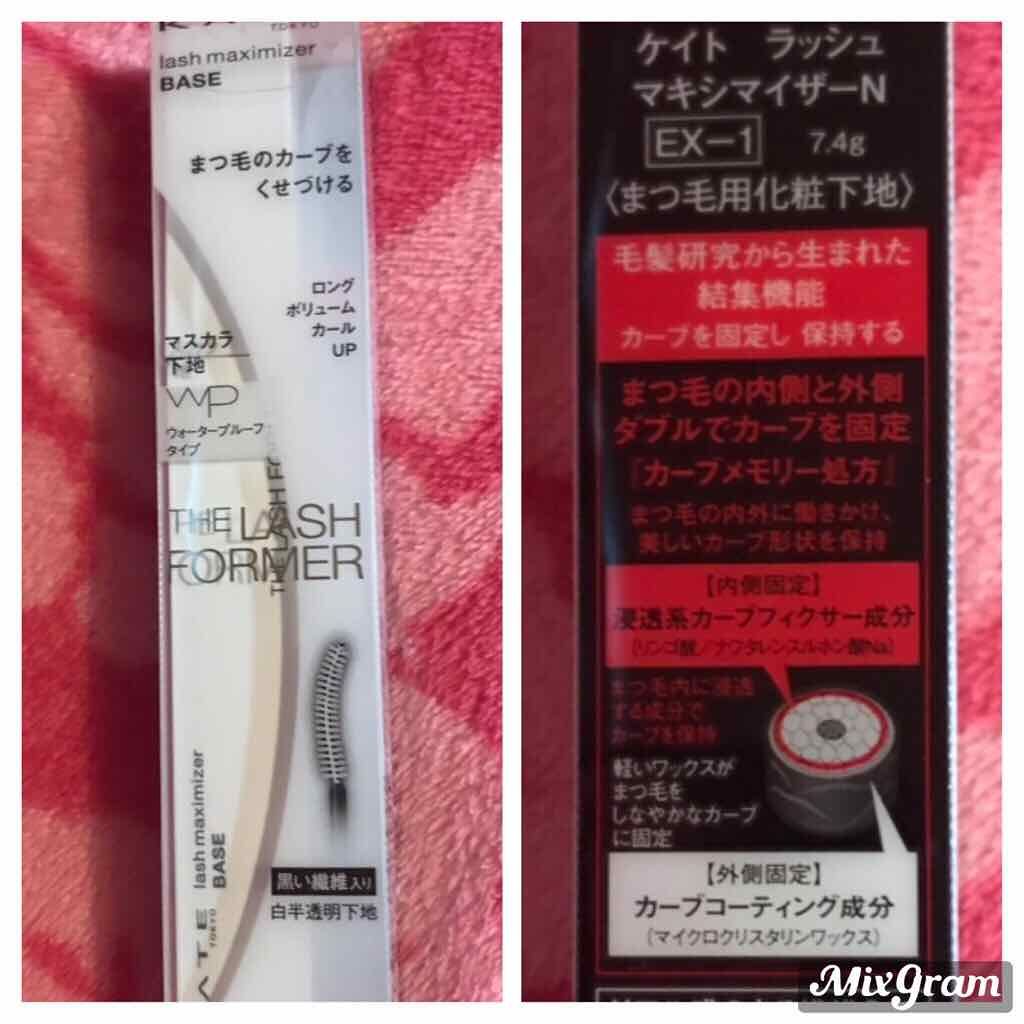 TOKYO
lash maximizer
BASE
まつ毛のカーブを
くせづける
ロング
ボリューム
カール
UP
マスカラ
下地
WP
ウォータープルーフ
タイプ
THE LASH
FORMER
lash maximizer
BASE
TOKYO
黒い繊維入り
白半透明下地
ケイト ラッシュ
マキシマイザーN
EX-1 7.4g
〈まつ毛用化粧下地〉
毛髪研究から生まれた
結集機能
カーブを固定し 保持する
まつ毛の内側と外側
ダブルでカーブを固定
『カーブメモリー処方』
まつ毛の内外に働きかけ、
美しいカーブ形状を保持
【内側固定】
浸透系カーブフィクサー成分
(リンゴ酸/ナフタレンスルホン酸Na)
まつ毛内に浸透
する成分で
カーブを保持
軽いワックスが
まつ毛を
しなやかなカーブ
に固定
【外側固定】
カーブコーティング成分
(マイクロクリスタリンワックス)
MixGram